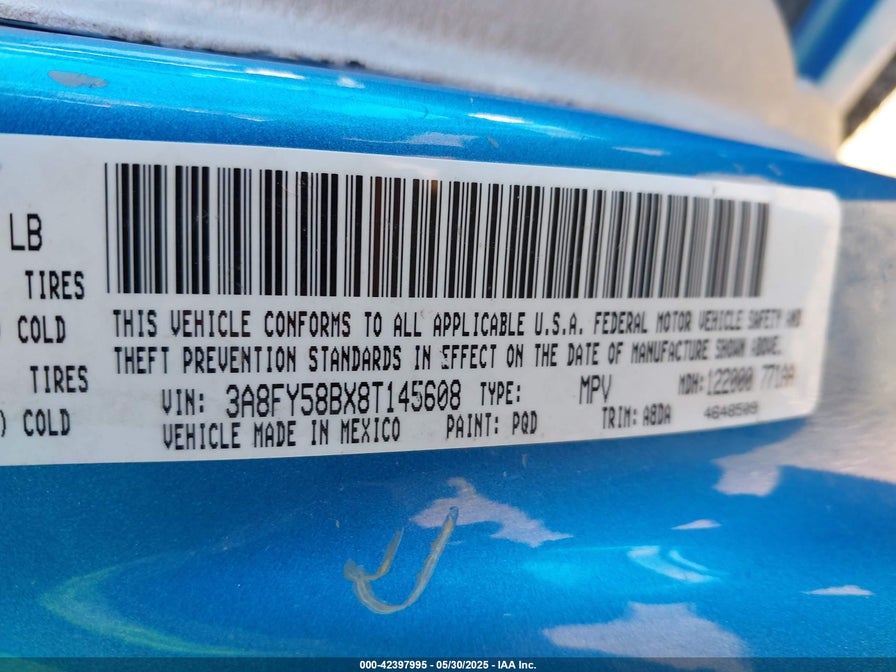 LB
TIRES
) COLD
TIRES
) COLD
THIS VEHICLE CONFORMS TO ALL APPLICABLE U.S.A. FEDERAL MOTOR VEHICLE SAFETY AND
THEFT PREVENTION STANDARDS IN EFFECT ON THE DATE OF MANUFACTURE SHOWN ABOVE.
VIN: 3A8FY58BX8T145608 TYPE: MPV MDH: 122000 771AA
VEHICLE MADE IN MEXICO PAINT: PQD TRIM: A8DA 4648509
000-42397995 • 05/30/2025 • IAA Inc.